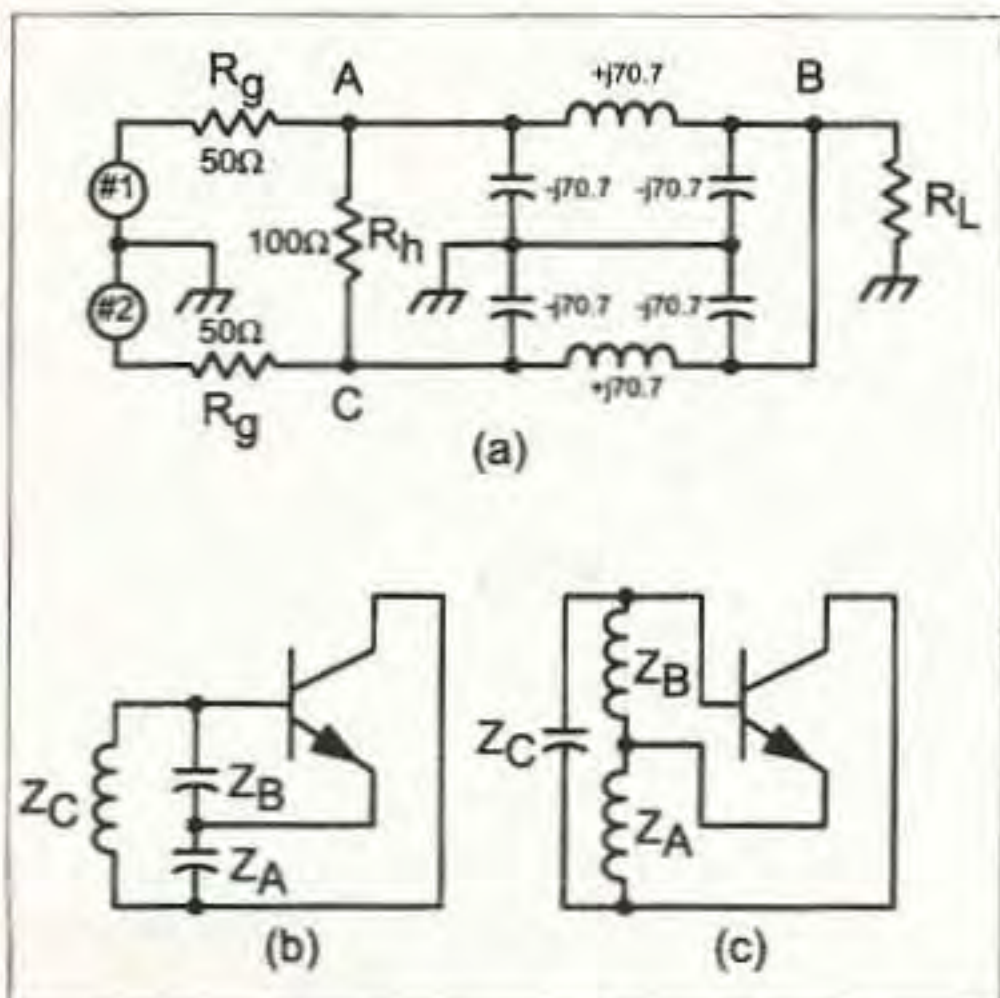 Rg A +j70.7 B
50Ω
#1
-j70.7 -j70.7
RL
100Ω Rh
#2
50Ω
-j70.7 -j70.7
+j70.7
Rg C
(a)
ZC ZB ZA
(b)
ZC ZB ZA
(c)